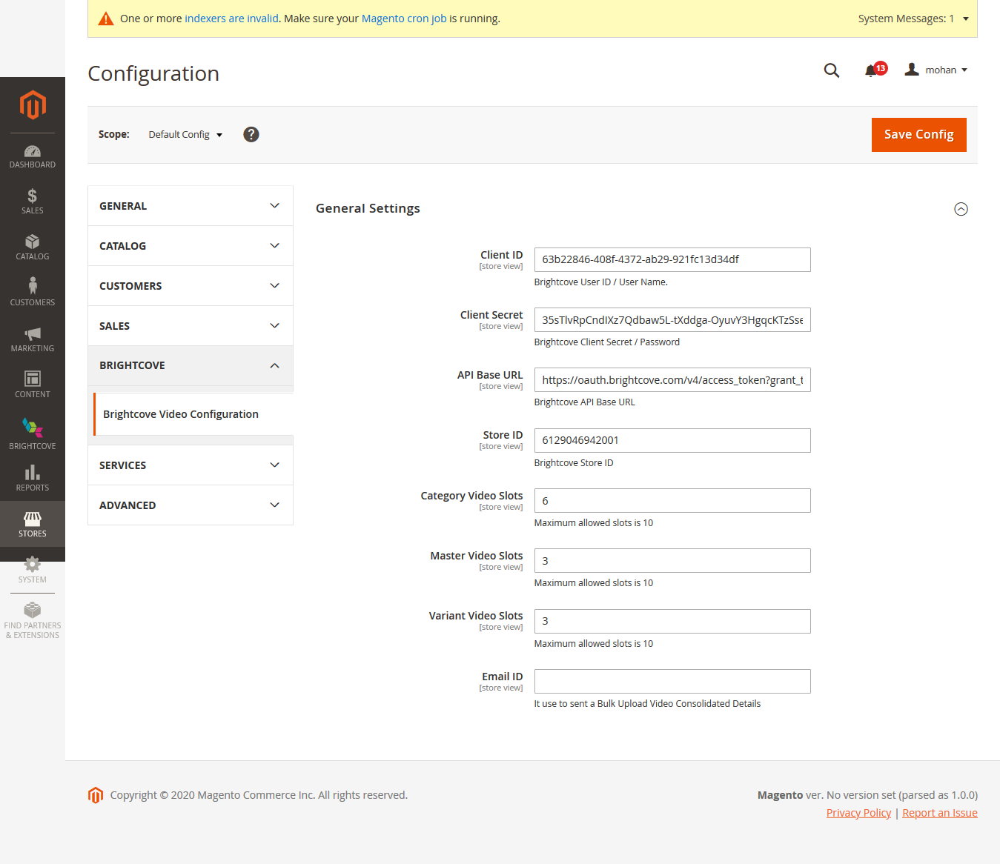 One or more indexers are invalid. Make sure your Magento cron job is running.
System Messages: 1
Configuration
13
mohan
Scope:
Default Config
?
Save Config
DASHBOARD
SALES
CATALOG
CUSTOMERS
MARKETING
CONTENT
BRIGHTCOVE
REPORTS
STORES
SYSTEM
FIND PARTNERS
& EXTENSIONS
GENERAL
CATALOG
CUSTOMERS
SALES
BRIGHTCOVE
Brightcove Video Configuration
SERVICES
ADVANCED
General Settings
Client ID
[store view]
63b22846-408f-4372-ab29-921fc13d34df
Brightcove User ID / User Name.
Client Secret
[store view]
35sTlvRpCndIXz7Qdbaw5L-tXddga-OyuvY3HgqcKTzSse
Brightcove Client Secret / Password
API Base URL
[store view]
https://oauth.brightcove.com/v4/access_token?grant_t
Brightcove API Base URL
Store ID
[store view]
6129046942001
Brightcove Store ID
Category Video Slots
[store view]
6
Maximum allowed slots is 10
Master Video Slots
[store view]
3
Maximum allowed slots is 10
Variant Video Slots
[store view]
3
Maximum allowed slots is 10
Email ID
[store view]
It use to sent a Bulk Upload Video Consolidated Details
Copyright © 2020 Magento Commerce Inc. All rights reserved.
Magento ver. No version set (parsed as 1.0.0)
Privacy Policy | Report an Issue